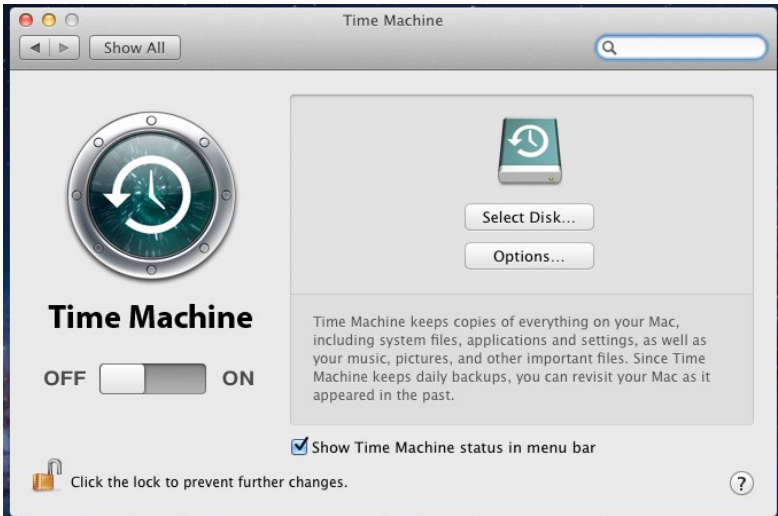 Time Machine
Show All
Select Disk...
Options...
Time Machine
Time Machine keeps copies of everything on your Mac,
including system files, applications and settings, as well as
your music, pictures, and other important files. Since Time
Machine keeps daily backups, you can revisit your Mac as it
appeared in the past.
OFF ON
Show Time Machine status in menu bar
Click the lock to prevent further changes.
?